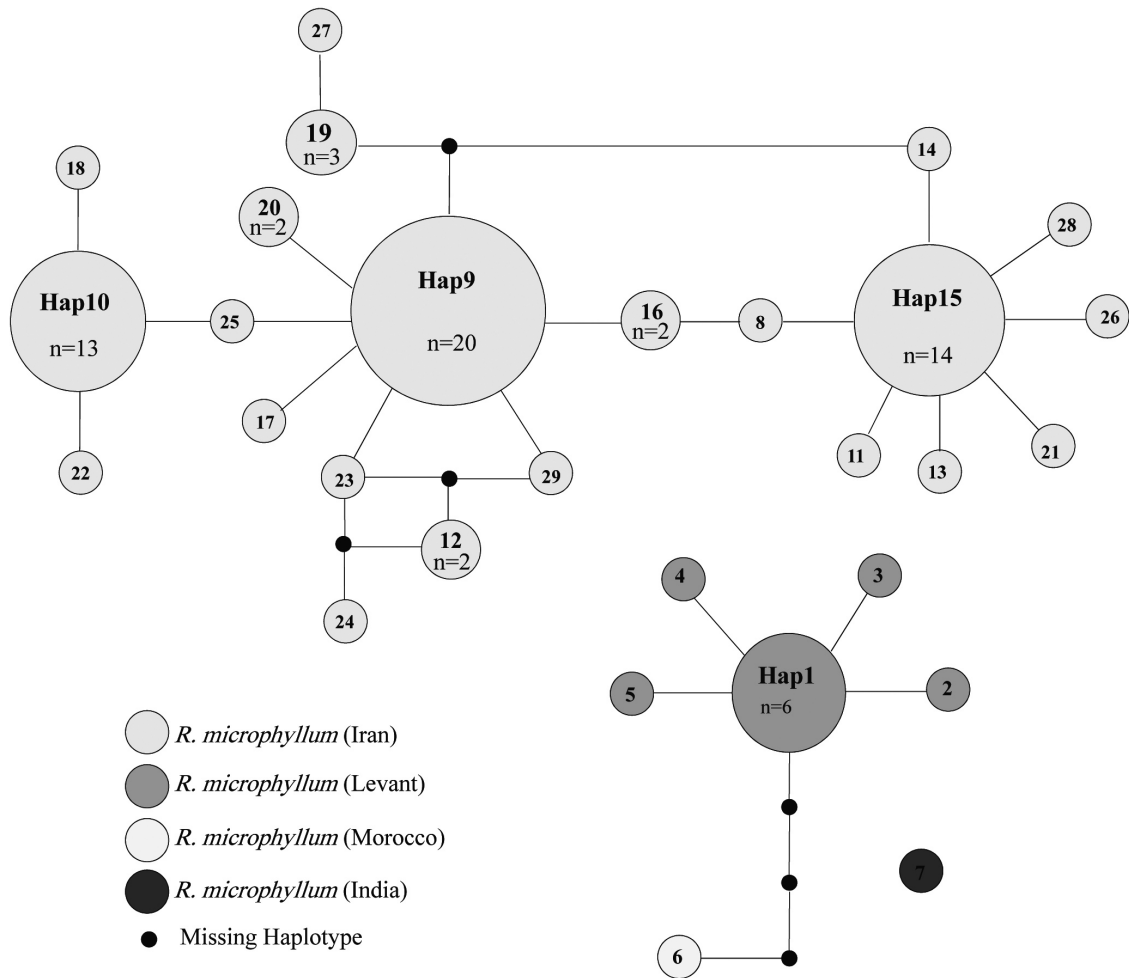 27
19
n=3
18
14
20
n=2
28
Hap9
n=20
Hap10
n=13
25
16
n=2
8
Hap15
n=14
26
17
22
23
29
11
13
21
12
n=2
24
4
3
Hap1
n=6
5
2
7
6
R. microphyllum (Iran)
R. microphyllum (Levant)
R. microphyllum (Morocco)
R. microphyllum (India)
Missing Haplotype